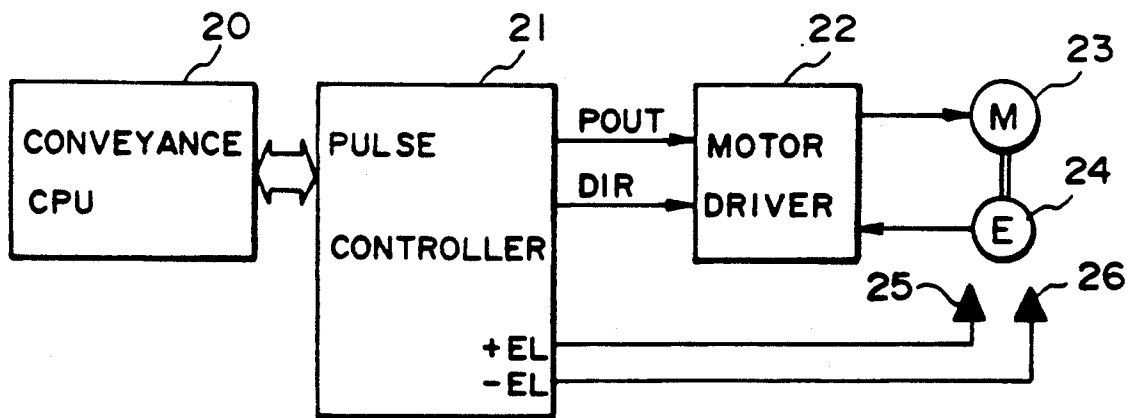 20
21
22
23
CONVEYANCE
CPU
PULSE
CONTROLLER
POUT
DIR
MOTOR
DRIVER
M
24
E
25
26
+EL
-EL